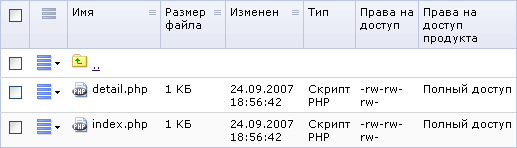 Имя Размер файла Изменен Тип Права на доступ Права на доступ продукта
..
detail.php 1 КБ 24.09.2007 18:56:42 Скрипт PHP -rw-rw-rw- Полный доступ
index.php 1 КБ 24.09.2007 18:56:42 Скрипт PHP -rw-rw-rw- Полный доступ